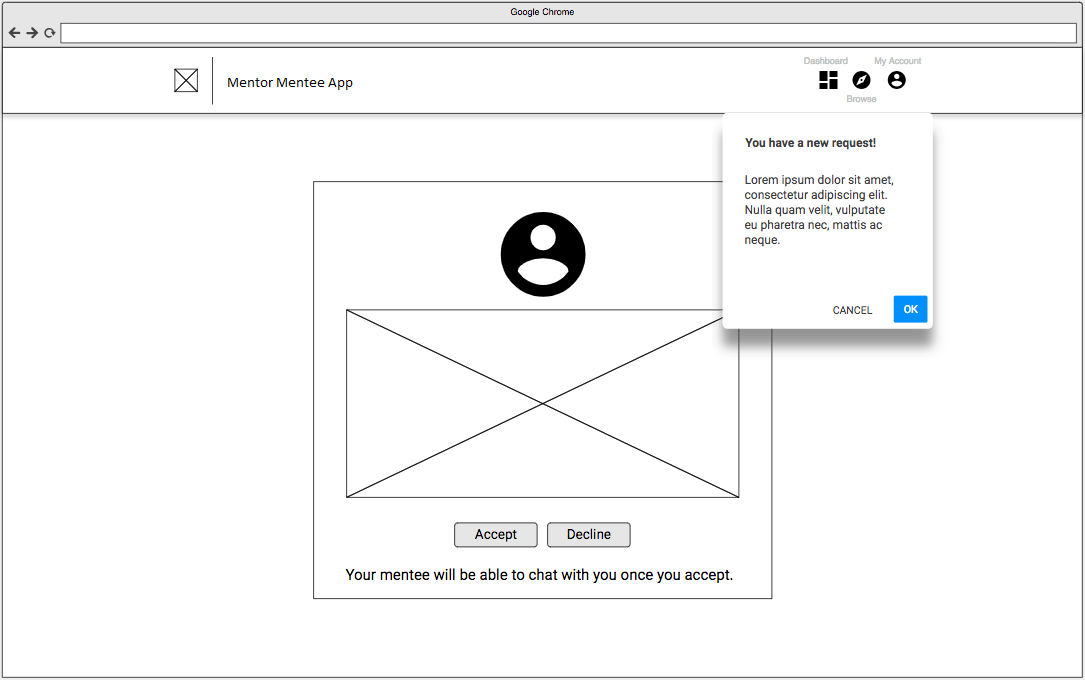 Google Chrome
Mentor Mentee App
Dashboard
My Account
Browse
You have a new request!
Lorem ipsum dolor sit amet,
consectetur adipiscing elit.
Nulla quam velit, vulputate
eu pharetra nec, mattis ac
neque.
CANCEL
OK
Accept
Decline
Your mentee will be able to chat with you once you accept.